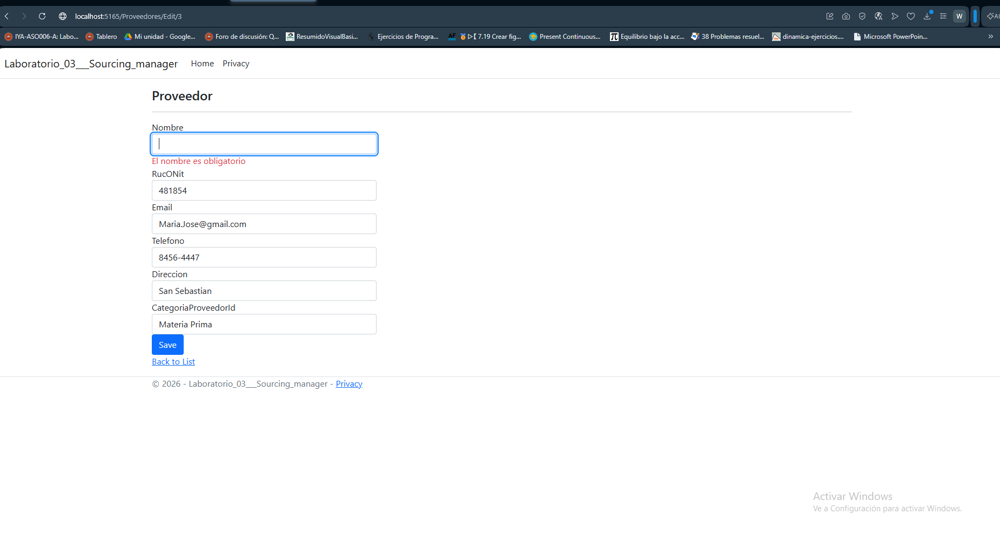 localhost:5165/Proveedores/Edit/3
IYA-ASO006-A: Labo... Tablero Mi unidad - Google... Foro de discusión: Q... ResumidoVisualBasi... Ejercicios de Progra... AF 7.19 Crear fig... Present Continuous... Equilibrio bajo la acc... 38 Problemas resuel... dinamica-ejercicios.... Microsoft PowerPoin... »
W AI
Laboratorio_03___Sourcing_manager Home Privacy
Proveedor
Nombre
El nombre es obligatorio
RucONit
481854
Email
Maria.Jose@gmail.com
Telefono
8456-4447
Direccion
San Sebastian
CategoriaProveedorId
Materia Prima
Save
Back to List
© 2026 - Laboratorio_03___Sourcing_manager - Privacy
Activar Windows
Ve a Configuración para activar Windows.